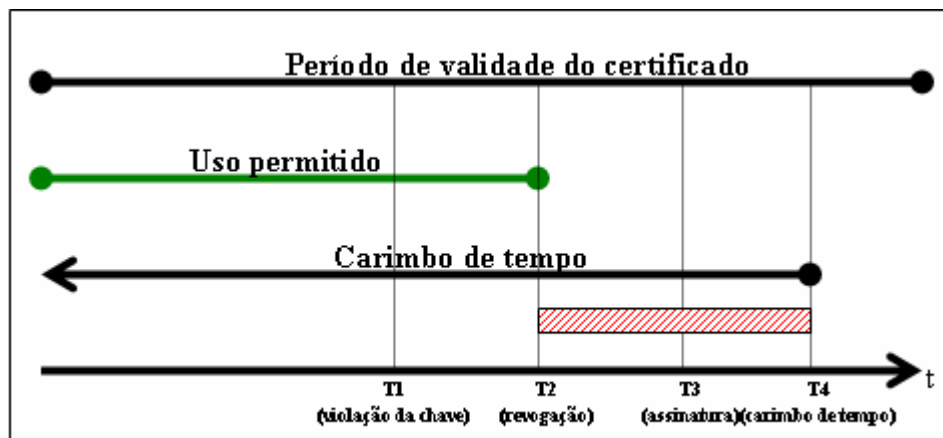 Período de validade do certificado
Uso permitido
Carimbo de tempo
t
T1 T2 T3 T4
(violação da chave) (revogação) (assinatura)(carimbo de tempo)